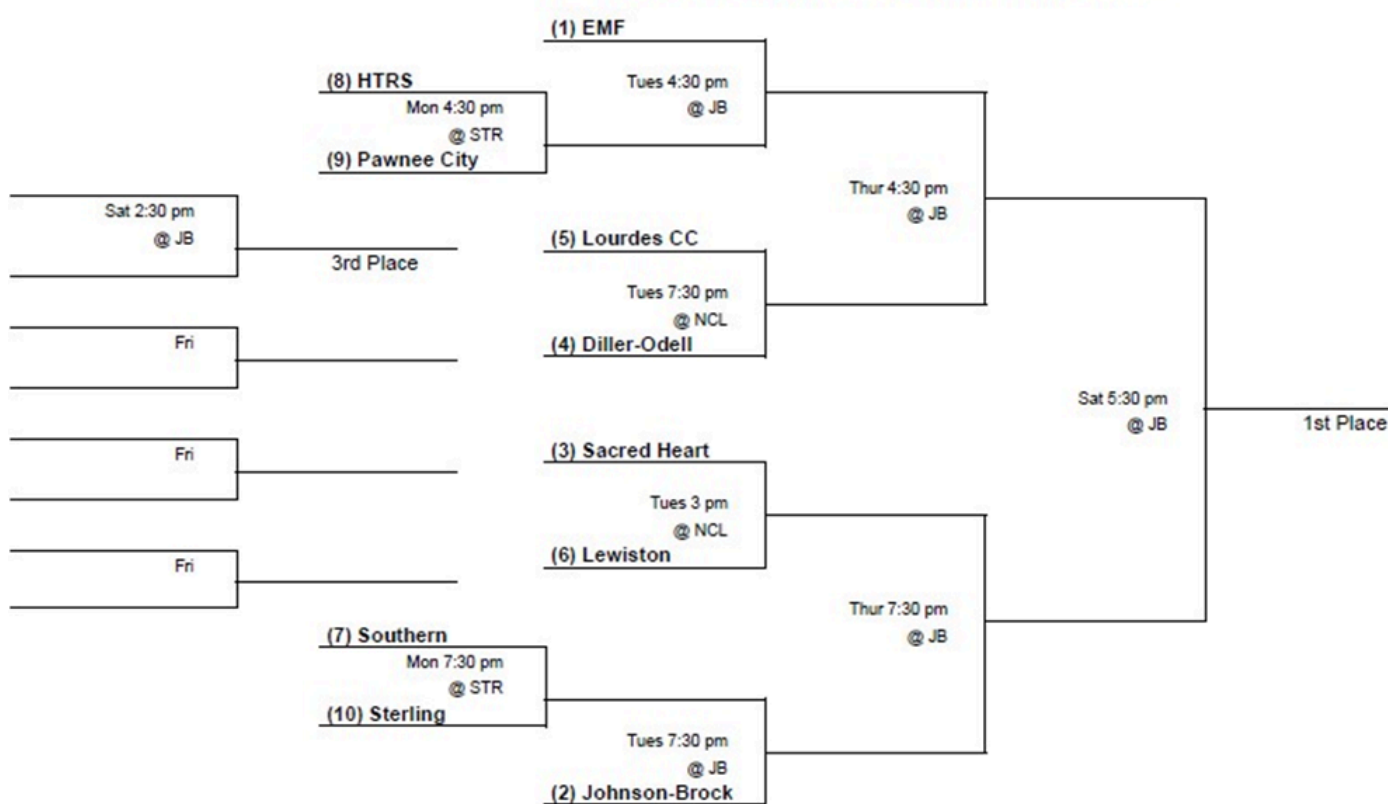 (1) EMF
Tues 4:30 pm
@ JB
(8) HTRS
Mon 4:30 pm
@ STR
(9) Pawnee City
Thur 4:30 pm
@ JB
Sat 2:30 pm
@ JB
3rd Place
(5) Lourdes CC
Tues 7:30 pm
@ NCL
(4) Diller-Odell
Fri
Fri
Fri
Sat 5:30 pm
@ JB
1st Place
(3) Sacred Heart
Tues 3 pm
@ NCL
(6) Lewiston
Thur 7:30 pm
@ JB
(7) Southern
Mon 7:30 pm
@ STR
(10) Sterling
Tues 7:30 pm
@ JB
(2) Johnson-Brock